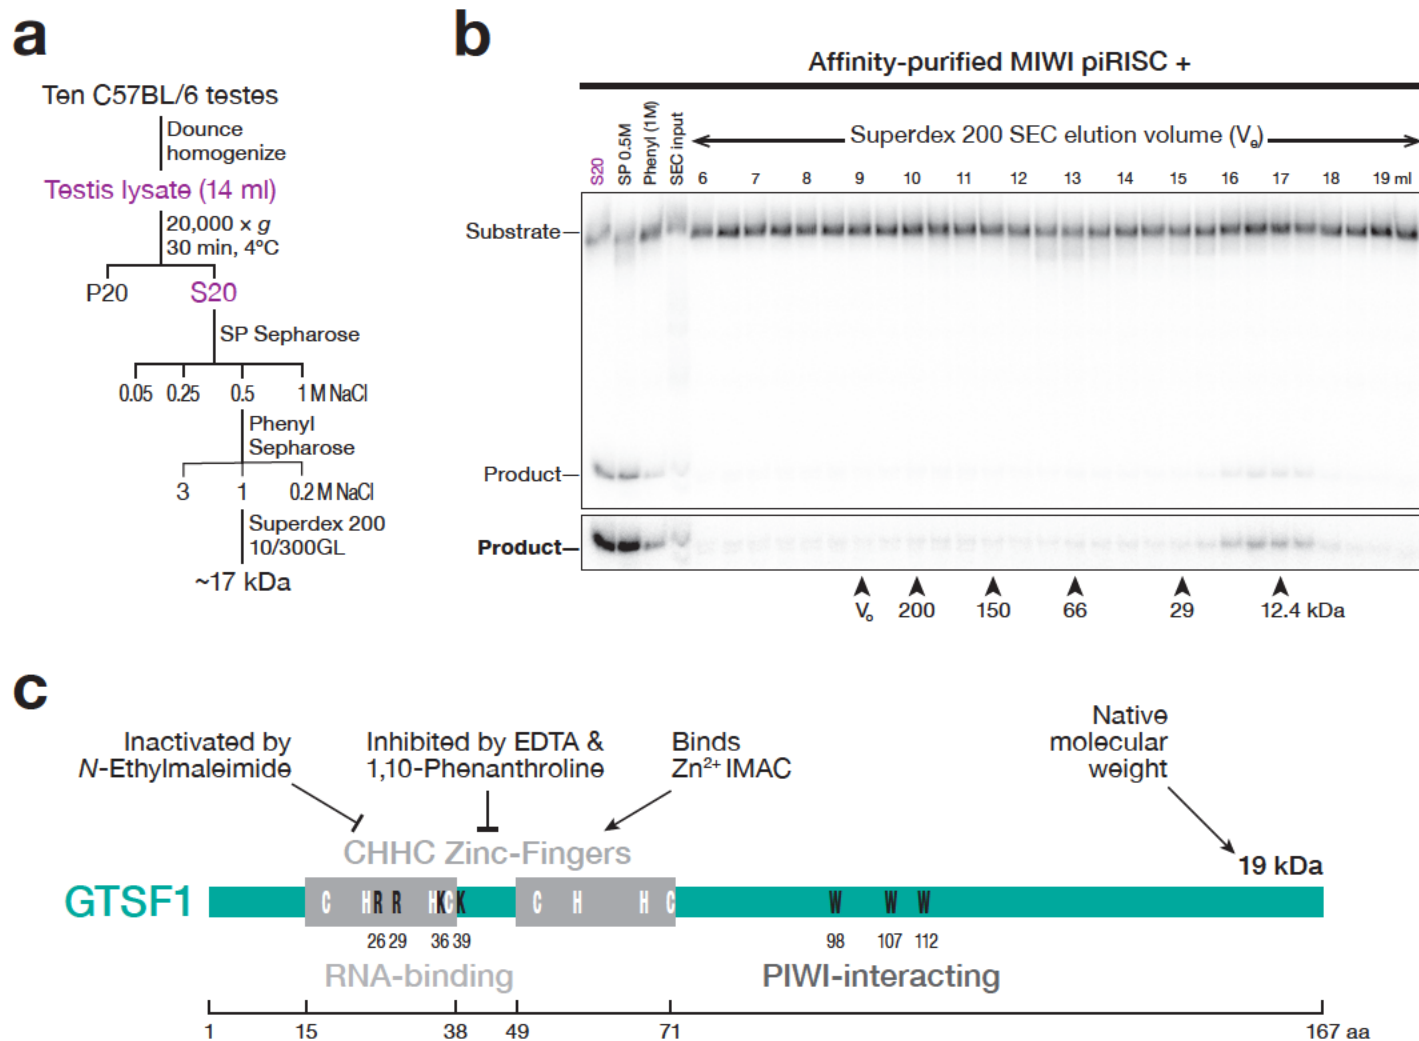 a
Ten C57BL/6 testes
Dounce
homogenize
Testis lysate (14 ml)
20,000 × g
30 min, 4ºC
P20
S20
SP Sepharose
0.05 0.25 0.5 1 M NaCl
Phenyl
Sepharose
3 1 0.2 M NaCl
Superdex 200
10/300GL
~17 kDa
b
Affinity-purified MIWI piRISC +
S20
SP 0.5M
Phenyl (1M)
SEC input
Superdex 200 SEC elution volume (Ve)
6 7 8 9 10 11 12 13 14 15 16 17 18 19 ml
Substrate
Product
Product
Vo 200 150 66 29 12.4 kDa
c
Inactivated by
N-Ethylmaleimide
Inhibited by EDTA &
1,10-Phenanthroline
Binds
Zn2+ IMAC
Native
molecular
weight
CHHC Zinc-Fingers
19 kDa
GTSF1
C H R R H K C K C H H C W W W
26 29 36 39 98 107 112
RNA-binding
PIWI-interacting
1 15 38 49 71 167 aa